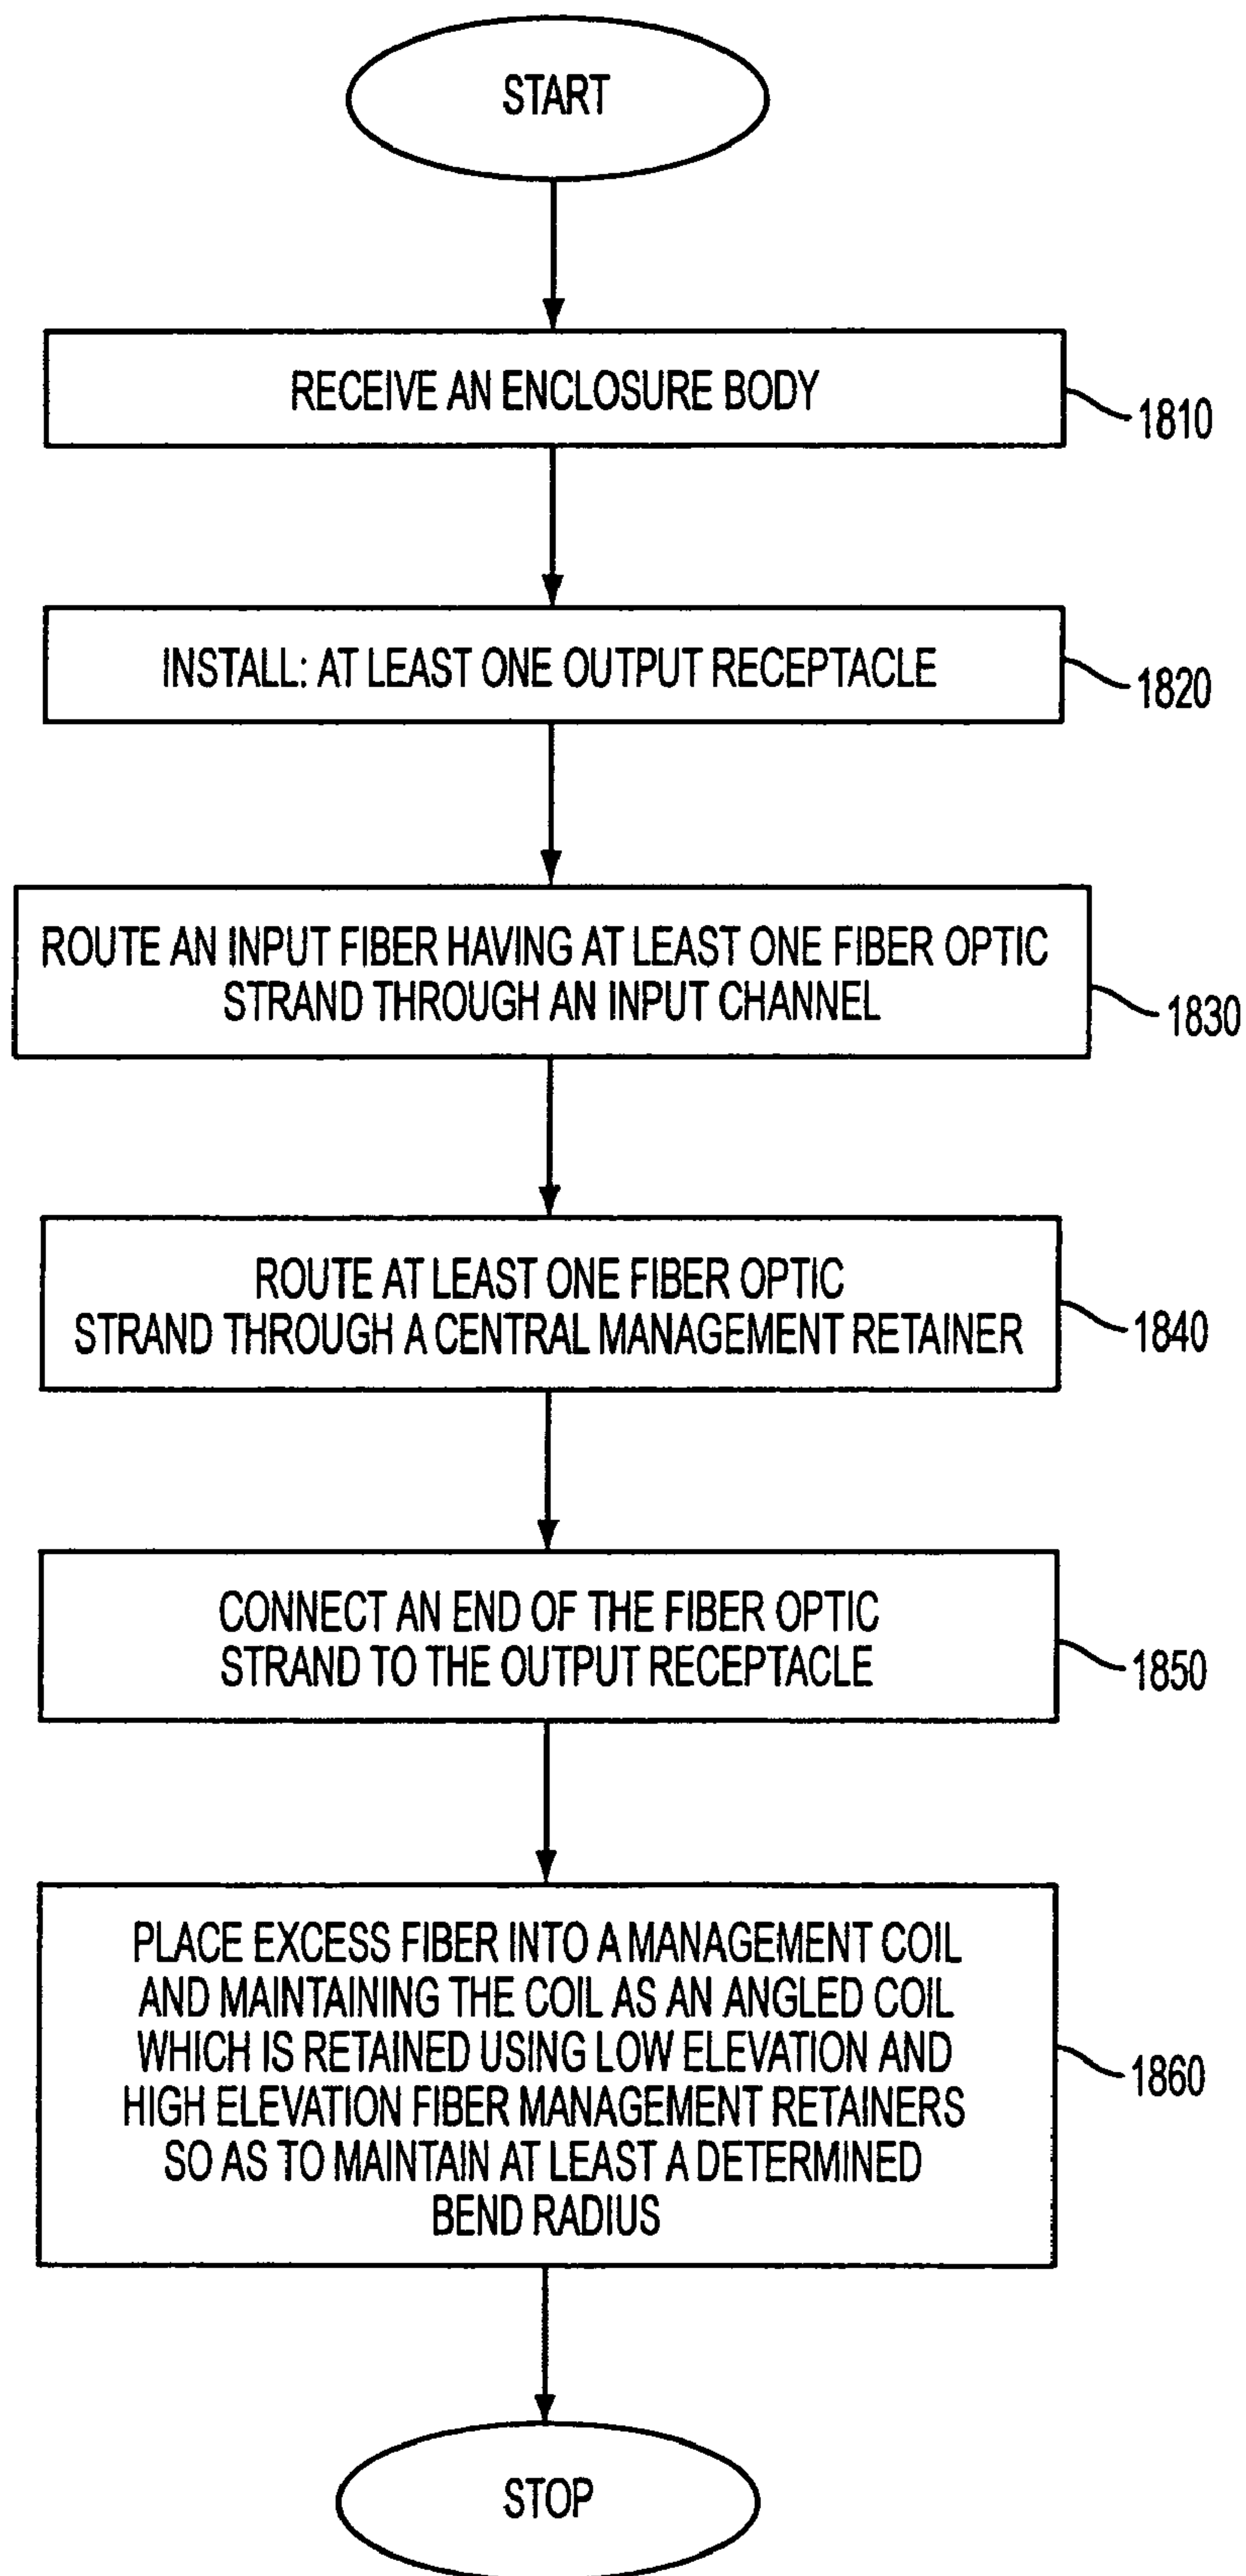 START
RECEIVE AN ENCLOSURE BODY
1810
INSTALL: AT LEAST ONE OUTPUT RECEPTACLE
1820
ROUTE AN INPUT FIBER HAVING AT LEAST ONE FIBER OPTIC
STRAND THROUGH AN INPUT CHANNEL
1830
ROUTE AT LEAST ONE FIBER OPTIC
STRAND THROUGH A CENTRAL MANAGEMENT RETAINER
1840
CONNECT AN END OF THE FIBER OPTIC
STRAND TO THE OUTPUT RECEPTACLE
1850
PLACE EXCESS FIBER INTO A MANAGEMENT COIL
AND MAINTAINING THE COIL AS AN ANGLED COIL
WHICH IS RETAINED USING LOW ELEVATION AND
HIGH ELEVATION FIBER MANAGEMENT RETAINERS
SO AS TO MAINTAIN AT LEAST A DETERMINED
BEND RADIUS
1860
STOP